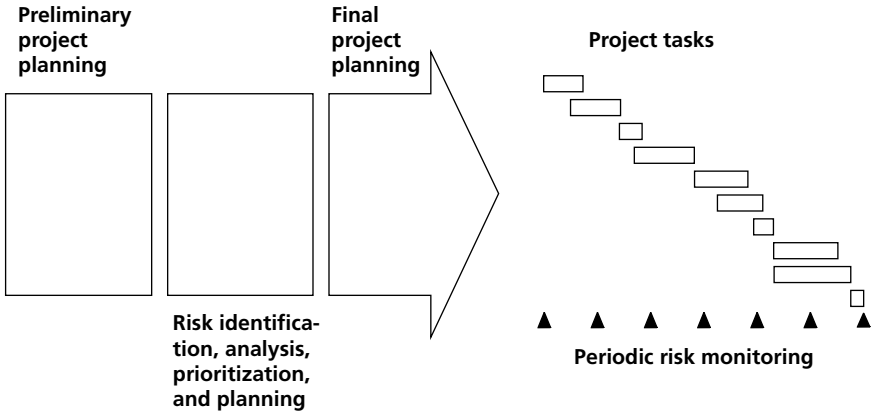 Preliminary
project
planning
Final
project
planning
Project tasks
Risk identifica-
tion, analysis,
prioritization,
and planning
Periodic risk monitoring